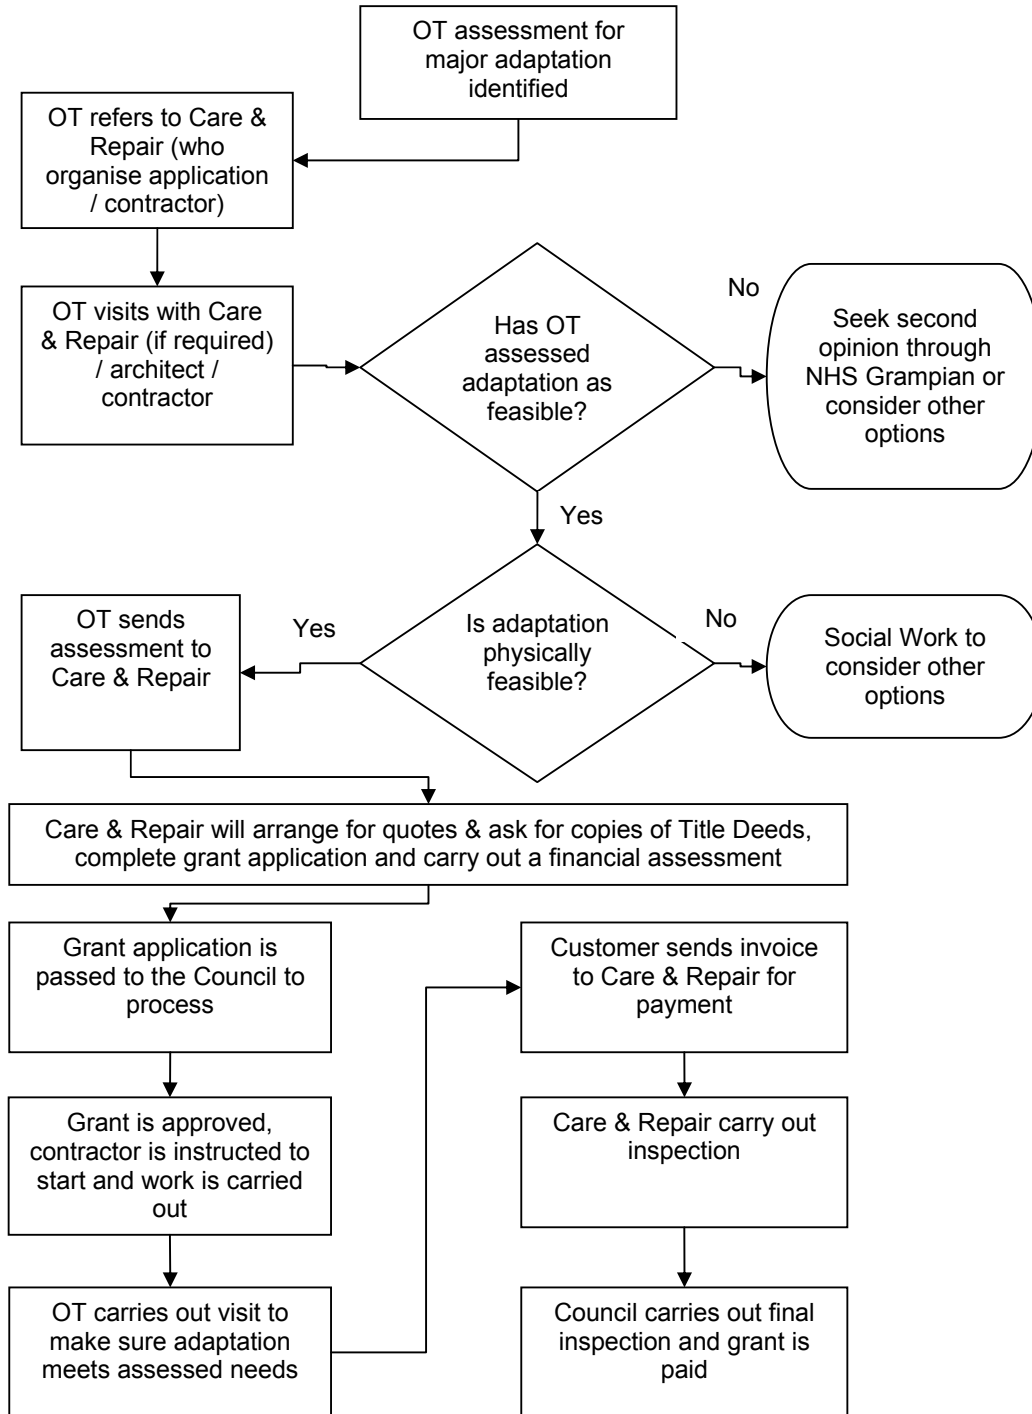 OT assessment for
major adaptation
identified
OT refers to Care &
Repair (who
organise application
/ contractor)
OT visits with Care
& Repair (if required)
/ architect /
contractor
Has OT
assessed
adaptation as
feasible?
No
Seek second
opinion through
NHS Grampian or
consider other
options
Yes
Is adaptation
physically
feasible?
No
Social Work to
consider other
options
Yes
OT sends
assessment to
Care & Repair
Care & Repair will arrange for quotes & ask for copies of Title Deeds,
complete grant application and carry out a financial assessment
Grant application is
passed to the Council to
process
Grant is approved,
contractor is instructed to
start and work is carried
out
OT carries out visit to
make sure adaptation
meets assessed needs
Customer sends invoice
to Care & Repair for
payment
Care & Repair carry out
inspection
Council carries out final
inspection and grant is
paid